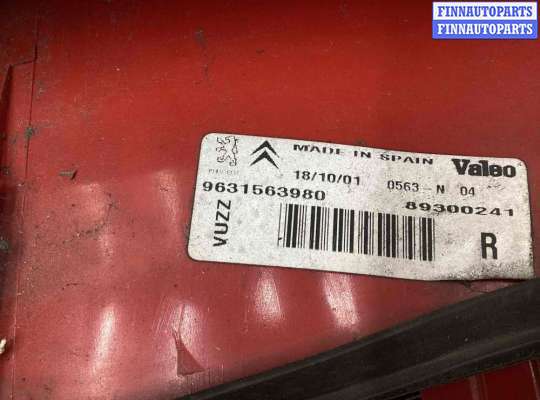 FINNAUTOPARTS
FINNAUTOPARTS
MADE IN SPAIN Valeo
18/10/01 0563-N 04
9631563980 89300241
VUZZ
R